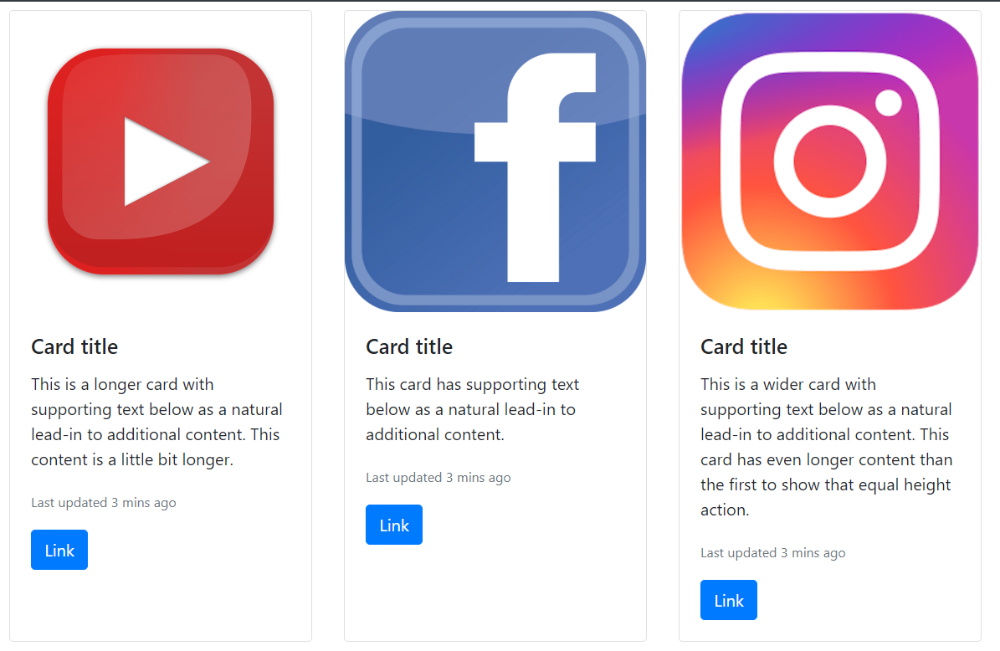 Card title
This is a longer card with
supporting text below as a natural
lead-in to additional content. This
content is a little bit longer.
Last updated 3 mins ago
Link
Card title
This card has supporting text
below as a natural lead-in to
additional content.
Last updated 3 mins ago
Link
Card title
This is a wider card with
supporting text below as a natural
lead-in to additional content. This
card has even longer content than
the first to show that equal height
action.
Last updated 3 mins ago
Link